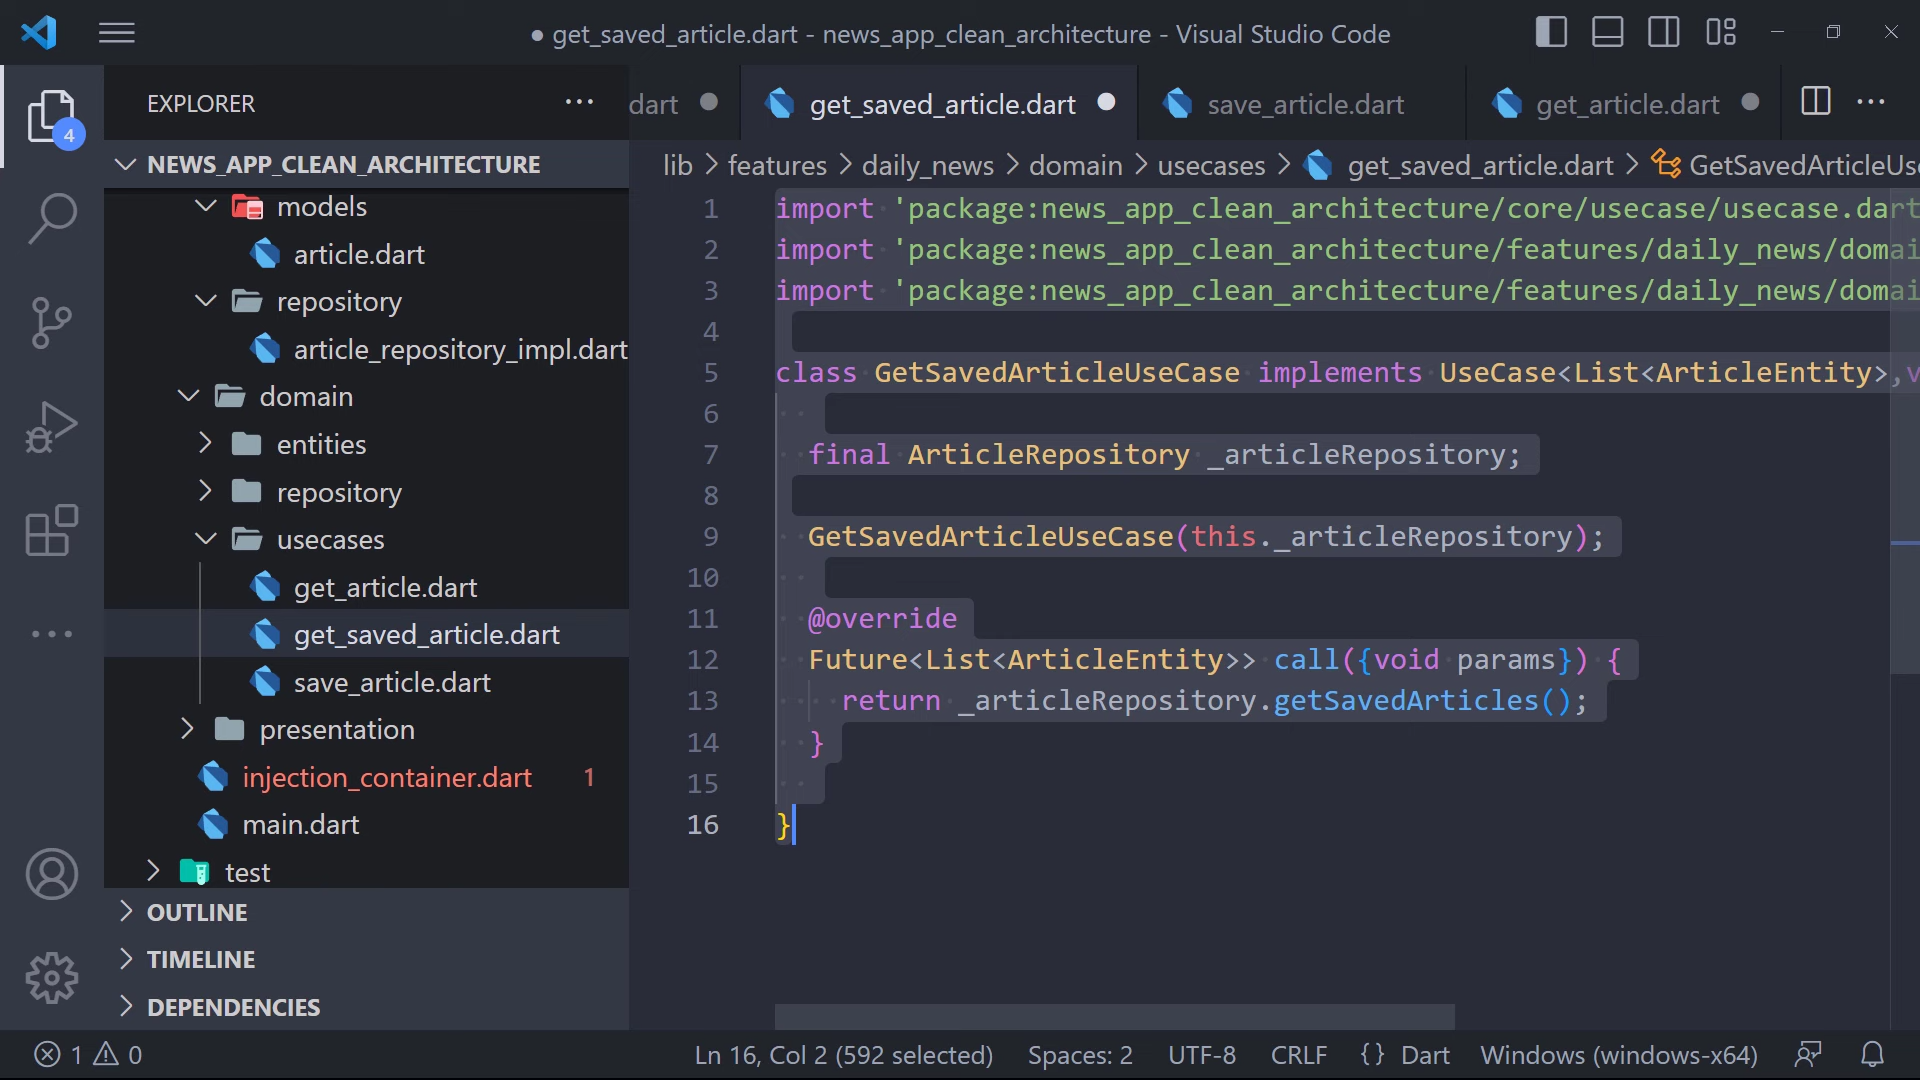 ● get_saved_article.dart - news_app_clean_architecture - Visual Studio Code
EXPLORER
dart
get_saved_article.dart
save_article.dart
get_article.dart
4
NEWS_APP_CLEAN_ARCHITECTURE
lib > features > daily_news > domain > usecases > get_saved_article.dart > GetSavedArticleUse
models
article.dart
repository
article_repository_impl.dart
domain
entities
repository
usecases
get_article.dart
get_saved_article.dart
save_article.dart
presentation
injection_container.dart 1
main.dart
test
OUTLINE
TIMELINE
DEPENDENCIES
1 import 'package:news_app_clean_architecture/core/usecase/usecase.dart
2 import 'package:news_app_clean_architecture/features/daily_news/domai
3 import 'package:news_app_clean_architecture/features/daily_news/domai
4
5 class GetSavedArticleUseCase implements UseCase<List<ArticleEntity>,v
6
7 final ArticleRepository _articleRepository;
8
9 GetSavedArticleUseCase(this._articleRepository);
10
11 @override
12 Future<List<ArticleEntity>> call({void params}) {
13 return _articleRepository.getSavedArticles();
14 }
15
16 }
1 0
Ln 16, Col 2 (592 selected)
Spaces: 2
UTF-8
CRLF
{} Dart
Windows (windows-x64)